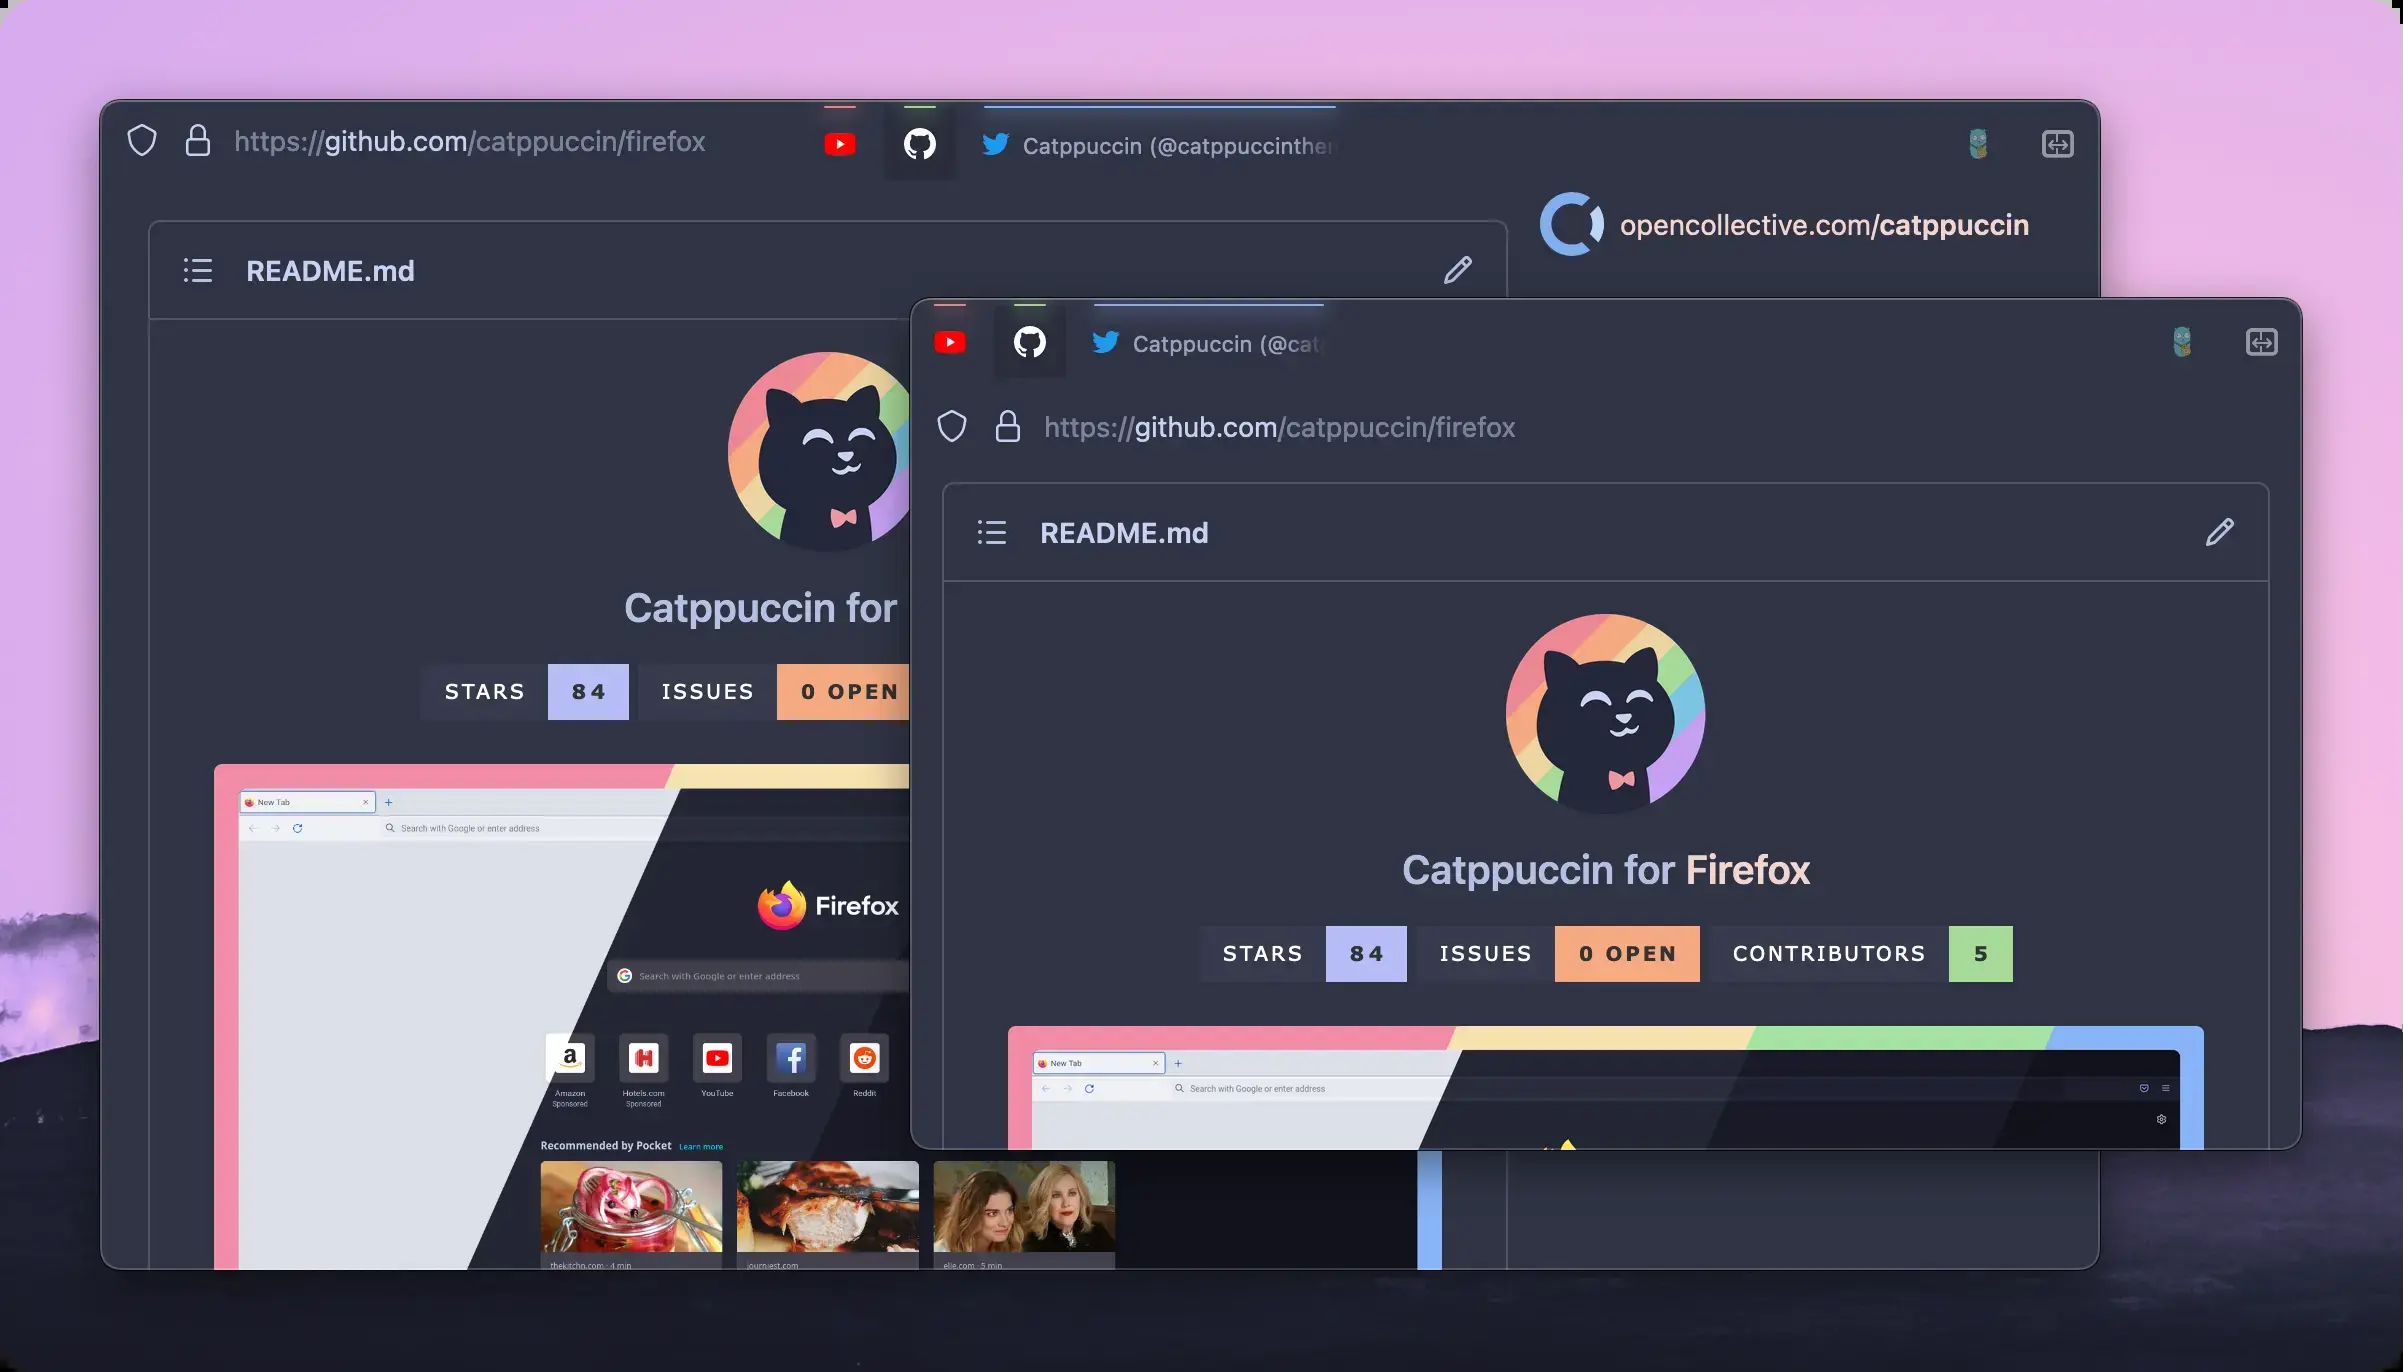 https://github.com/catppuccin/firefox
Catppuccin (@catppuccinthe
opencollective.com/catppuccin
README.md
Catppuccin for
STARS 84 ISSUES 0 OPEN
New Tab
Search with Google or enter address
Firefox
Search with Google or enter address
Amazon
Sponsored
Hotels.com
Sponsored
YouTube
Facebook
Reddit
Recommended by Pocket Learn more
thekitchn.com · 4 min
journiest.com
elle.com · 5 min
Catppuccin (@cat
https://github.com/catppuccin/firefox
README.md
Catppuccin for Firefox
STARS 84 ISSUES 0 OPEN CONTRIBUTORS 5
New Tab
Search with Google or enter address